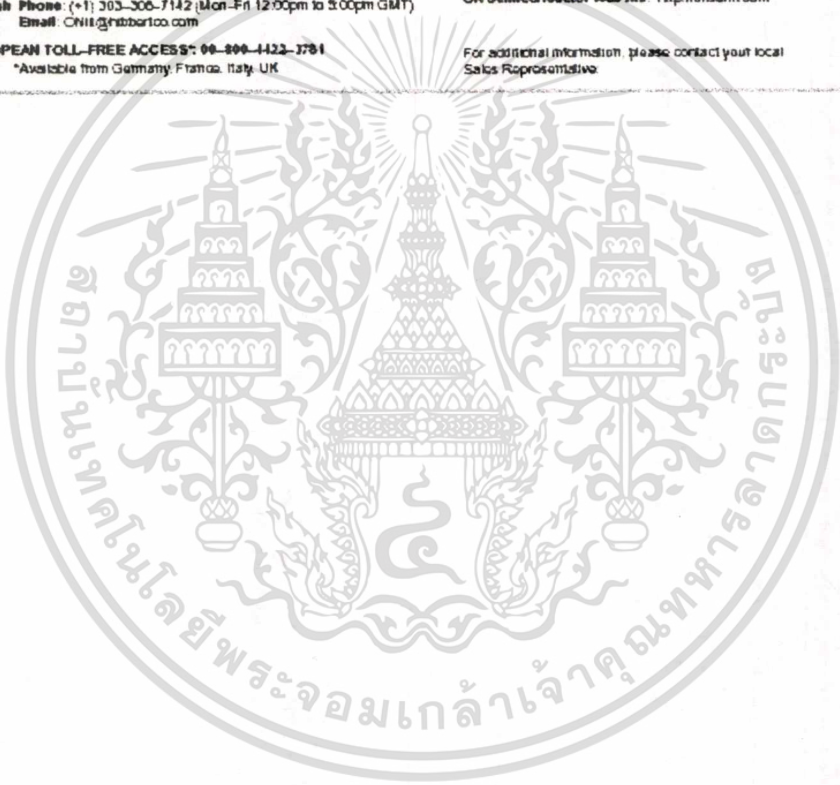 Phone: (+1) 303-308-7142 (Mon-Fri 12:00pm to 5:00pm GMT)
Email: ONlit@hibbertco.com
TOLL-FREE ACCESS*: 00-800-4422-3781
*Available from Germany, France, Italy, UK
For additional information, please contact your local
Sales Representative.
สถาบันเทคโนโลยีพระจอมเกล้าเจ้าคุณทหารลาดกระบัง